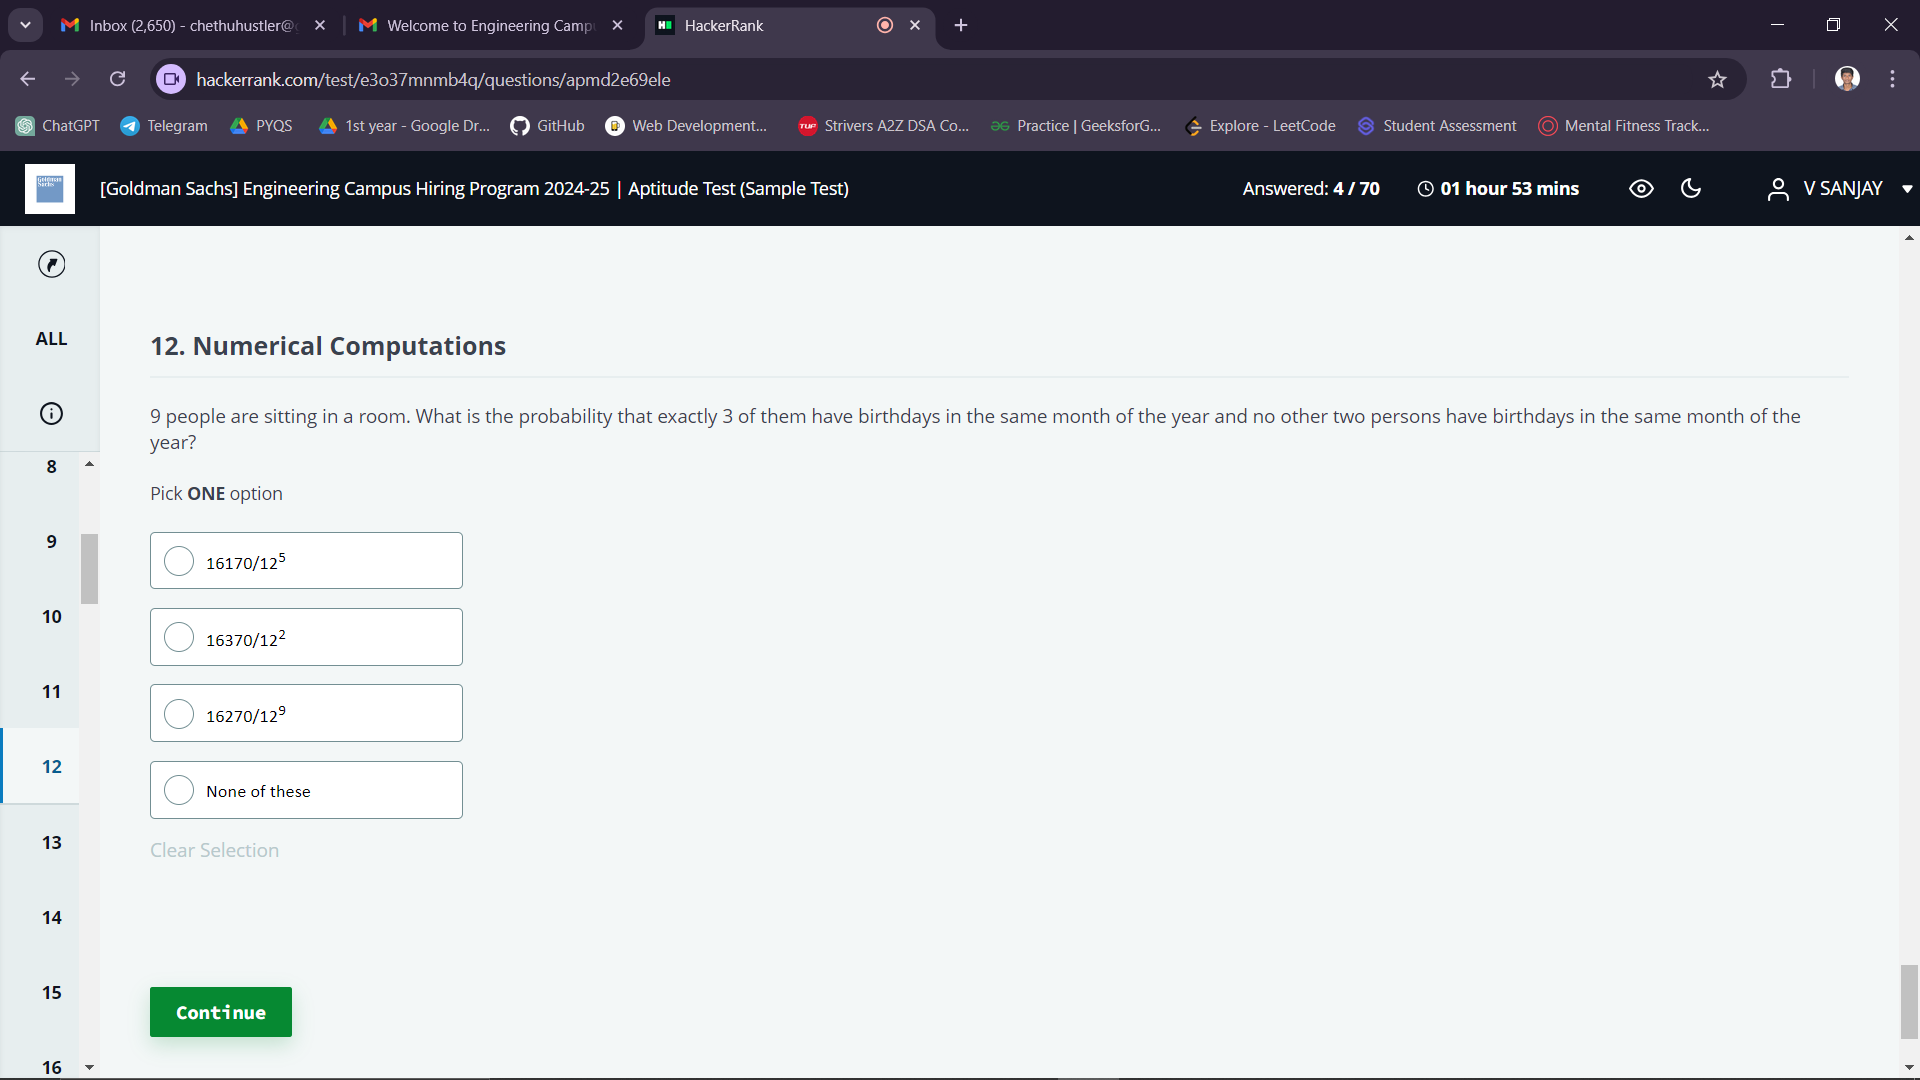 Inbox (2,650) - chethuhustler@g
Welcome to Engineering Camp
HackerRank
hackerrank.com/test/e3o37mnmb4q/questions/apmd2e69ele
ChatGPT
Telegram
PYQS
1st year - Google Dr...
GitHub
Web Development...
TUF
Strivers A2Z DSA Co...
Practice | GeeksforG...
Explore - LeetCode
Student Assessment
Mental Fitness Track...
Goldman
Sachs
[Goldman Sachs] Engineering Campus Hiring Program 2024-25 | Aptitude Test (Sample Test)
Answered: 4 / 70
01 hour 53 mins
V SANJAY
ALL
8
9
10
11
12
13
14
15
16
12. Numerical Computations
9 people are sitting in a room. What is the probability that exactly 3 of them have birthdays in the same month of the year and no other two persons have birthdays in the same month of the
year?
Pick ONE option
16170/12⁵
16370/12²
16270/12⁹
None of these
Clear Selection
Continue